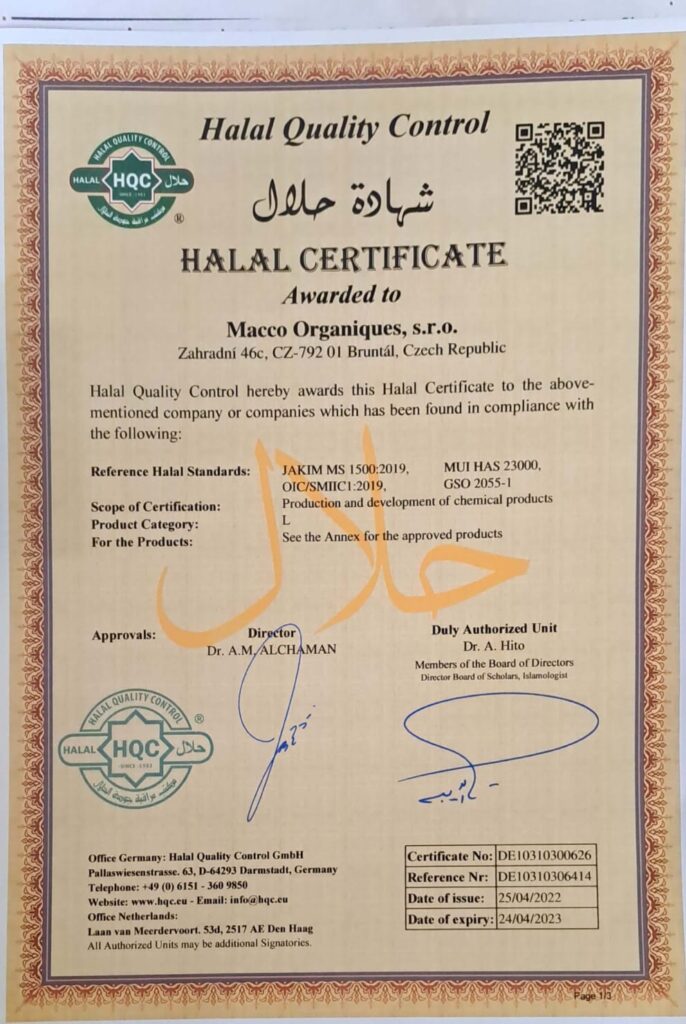 Halal Quality Control
HALAL QUALITY CONTROL
HALAL HQC حلال
SINCE - 1983
®
شهادة حلال
HALAL CERTIFICATE
Awarded to
Macco Organiques, s.r.o.
Zahradní 46c, CZ-792 01 Bruntál, Czech Republic
Halal Quality Control hereby awards this Halal Certificate to the above-
mentioned company or companies which has been found in compliance with
the following:
Reference Halal Standards: JAKIM MS 1500:2019, MUI HAS 23000,
OIC/SMIIC1:2019, GSO 2055-1
Scope of Certification: Production and development of chemical products
Product Category: L
For the Products: See the Annex for the approved products
حلال
Approvals: Director Duly Authorized Unit
Dr. A.M. ALCHAMAN Dr. A. Hito
Members of the Board of Directors
Director Board of Scholars, Islamologist
HALAL QUALITY CONTROL
®
HALAL HQC حلال
Office Germany: Halal Quality Control GmbH
Pallaswiesenstrasse. 63, D-64293 Darmstadt, Germany
Telephone: +49 (0) 6151 - 360 9850
Website: www.hqc.eu - Email: info@hqc.eu
Office Netherlands:
Laan van Meerdervoort. 53d, 2517 AE Den Haag
All Authorized Units may be additional Signatories.
Certificate No: DE10310300626
Reference Nr: DE10310306414
Date of issue: 25/04/2022
Date of expiry: 24/04/2023
Page 1/3